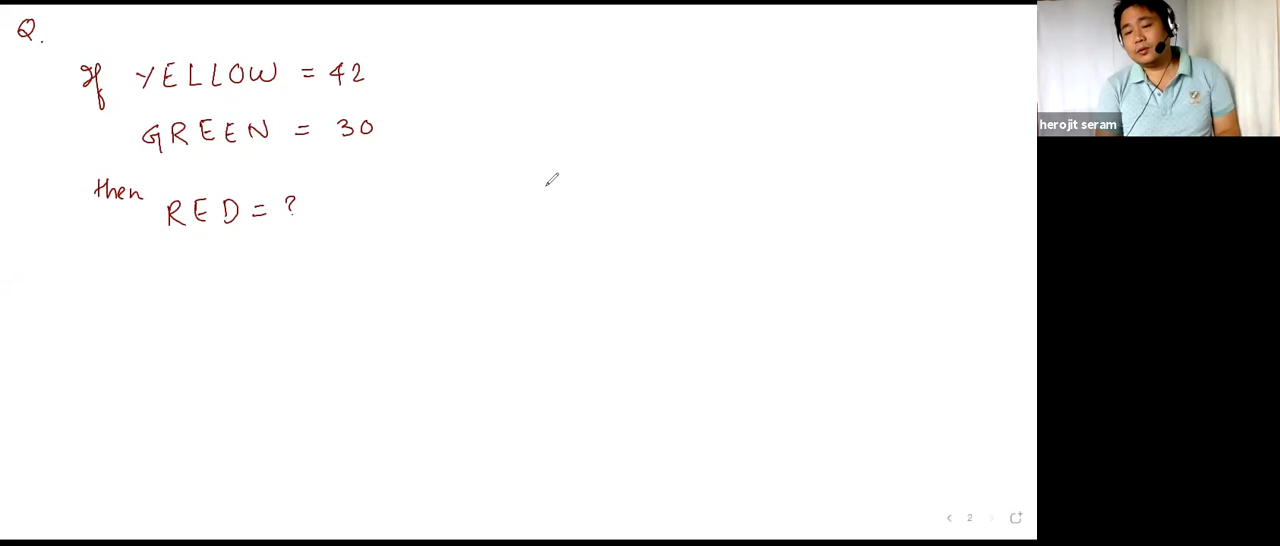 Q.
If YELLOW = 42
GREEN = 30
then
RED = ?
herojit seram
2